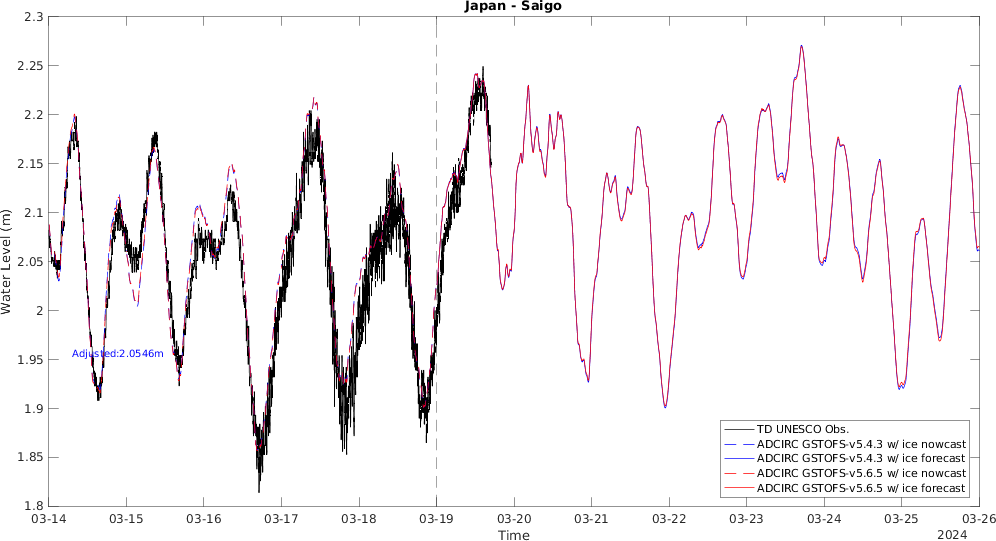 Japan - Saigo
2.3
2.25
2.2
2.15
2.1
2.05
2
1.95
1.9
1.85
1.8
Water Level (m)
Adjusted:2.0546m
TD UNESCO Obs.
ADCIRC GSTOFS-v5.4.3 w/ ice nowcast
ADCIRC GSTOFS-v5.4.3 w/ ice forecast
ADCIRC GSTOFS-v5.6.5 w/ ice nowcast
ADCIRC GSTOFS-v5.6.5 w/ ice forecast
03-14 03-15 03-16 03-17 03-18 03-19 03-20 03-21 03-22 03-23 03-24 03-25 03-26
Time
2024